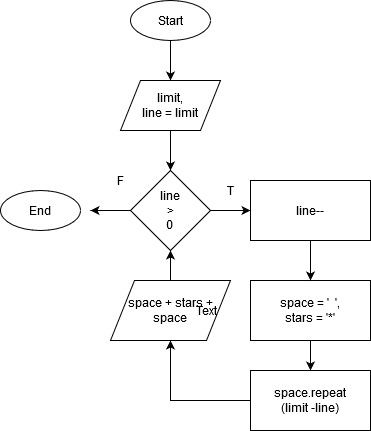 Start
limit,
line = limit
F
line
>
0
T
End
line--
space = ' ',
stars = '*'
space + stars +
space
Text
space.repeat
(limit -line)